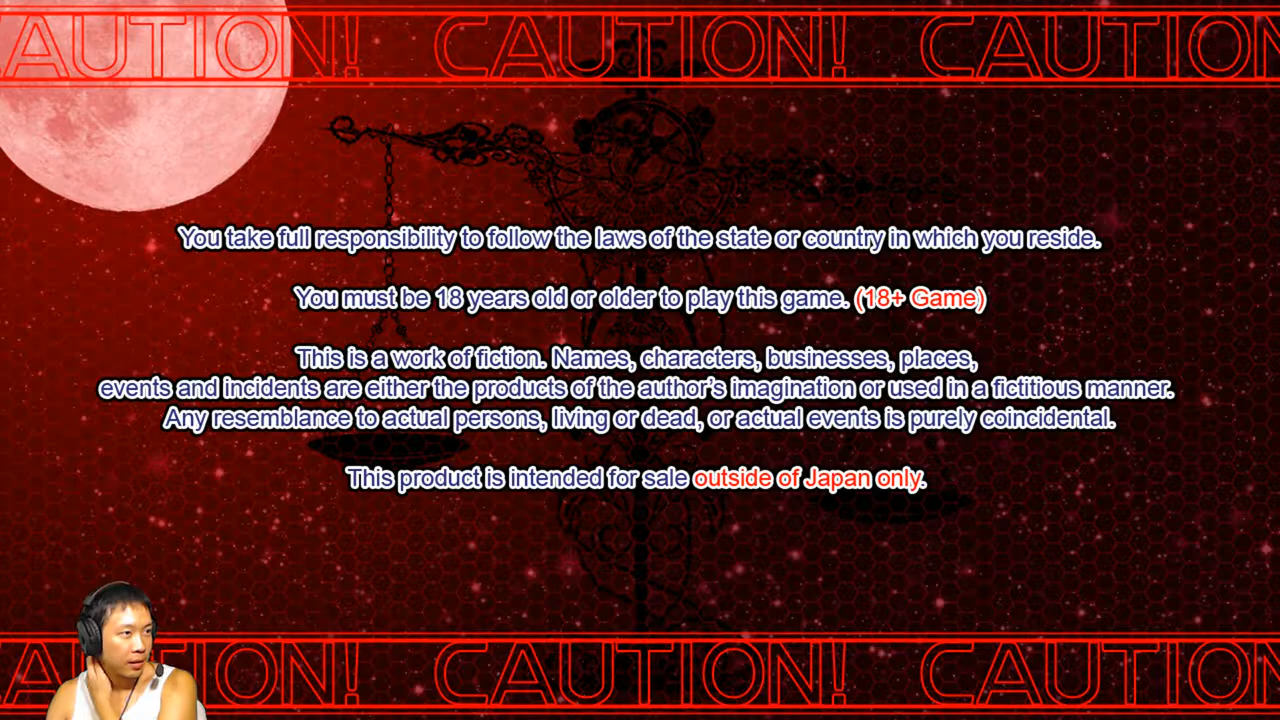 AUTION! CAUTION! CAUTION
You take full responsibility to follow the laws of the state or country in which you reside.
You must be 18 years old or older to play this game. (18+ Game)
This is a work of fiction. Names, characters, businesses, places,
events and incidents are either the products of the author's imagination or used in a fictitious manner.
Any resemblance to actual persons, living or dead, or actual events is purely coincidental.
This product is intended for sale outside of Japan only.
CAUTION! CAUTION! CAUTION